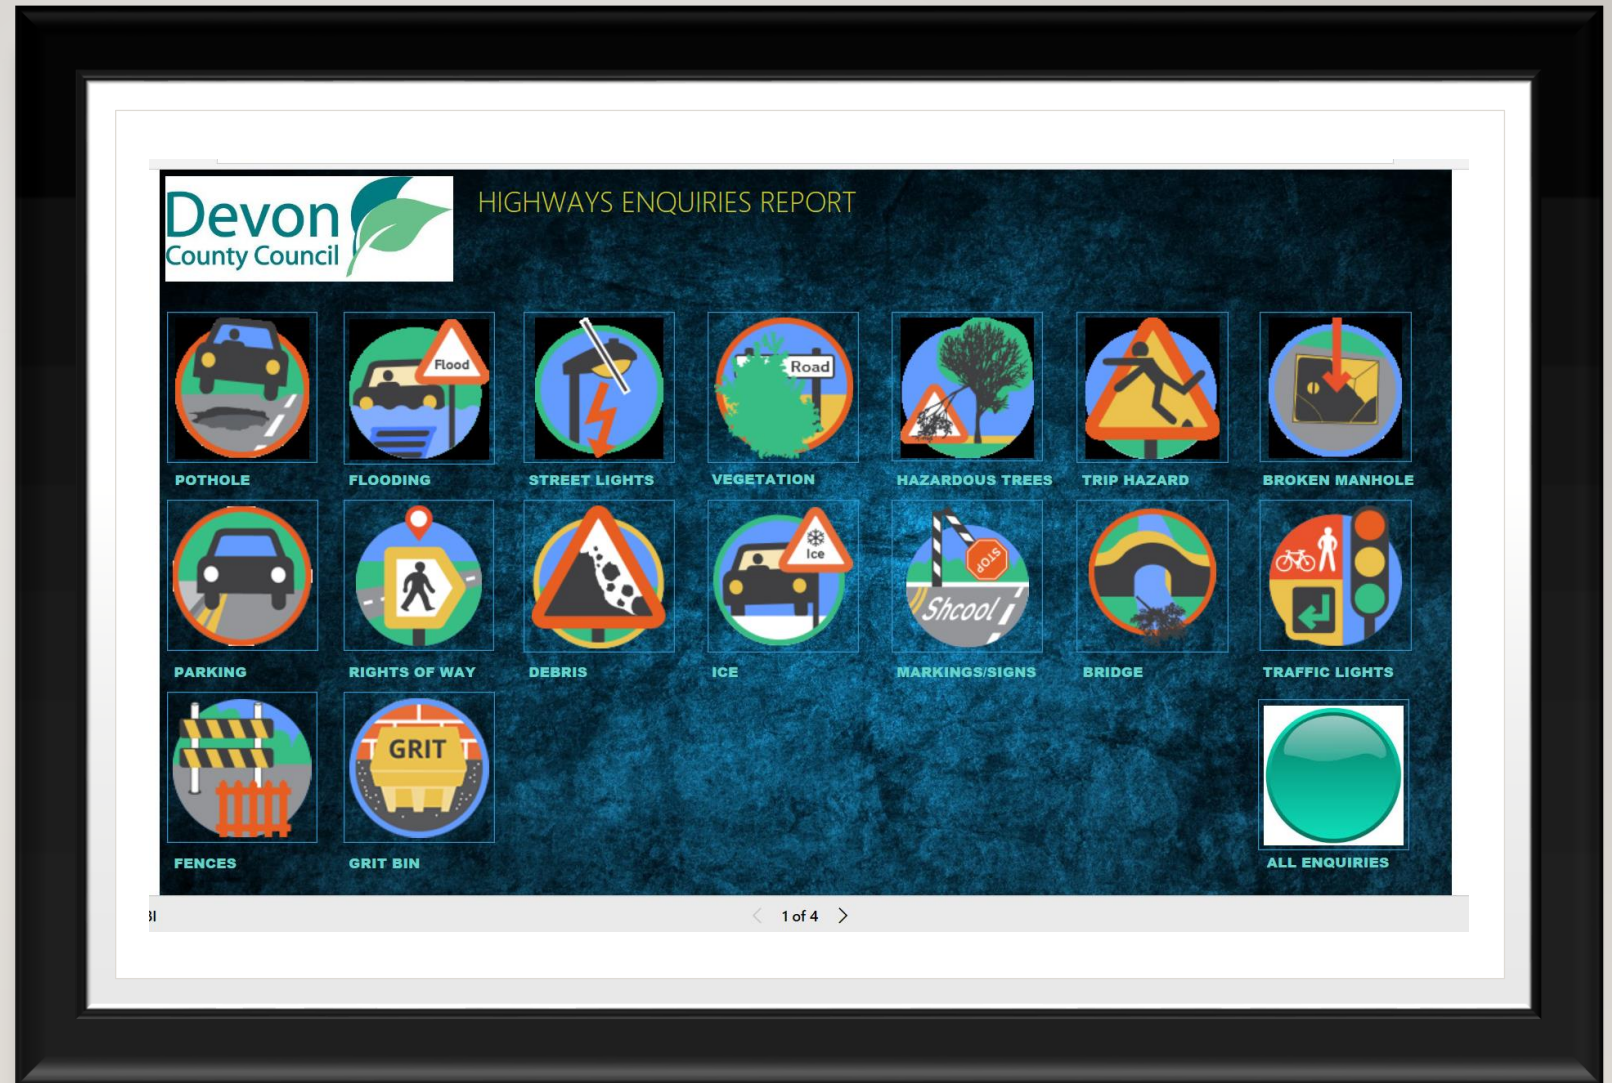 Devon
County Council
HIGHWAYS ENQUIRIES REPORT
Flood
Road
POTHOLE
FLOODING
STREET LIGHTS
VEGETATION
HAZARDOUS TREES
TRIP HAZARD
BROKEN MANHOLE
Ice
STOP
Shcool
PARKING
RIGHTS OF WAY
DEBRIS
ICE
MARKINGS/SIGNS
BRIDGE
TRAFFIC LIGHTS
GRIT
FENCES
GRIT BIN
ALL ENQUIRIES
BI
1 of 4